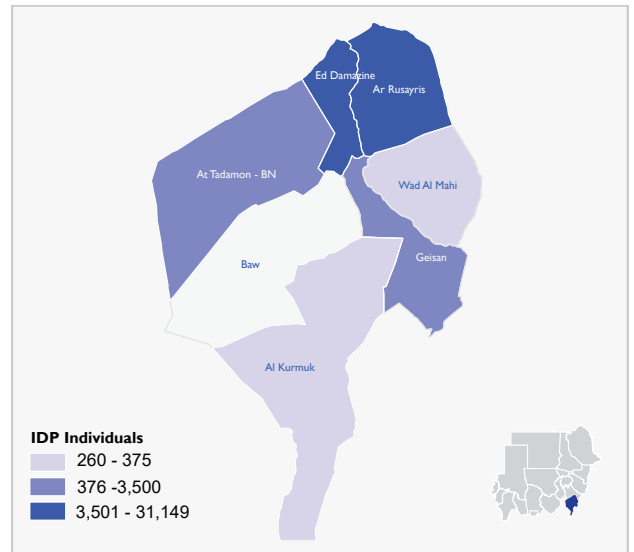 Ed Damazine
Ar Rusayris
At Tadamon - BN
Wad Al Mahi
Baw
Geisan
Al Kurmuk
IDP Individuals
260 - 375
376 -3,500
3,501 - 31,149